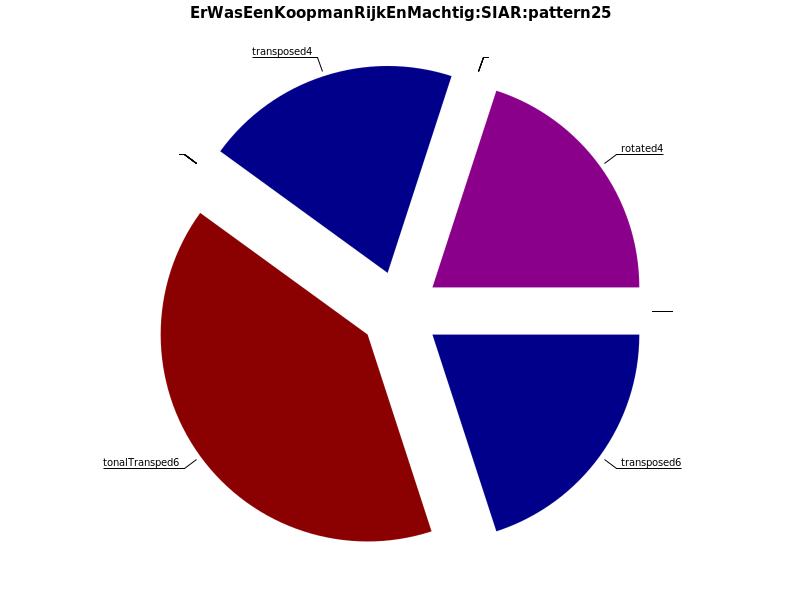 ErWasEenKoopmanRijkEnMachtig:SIAR:pattern25
transposed4
rotated4
tonalTransped6
transposed6